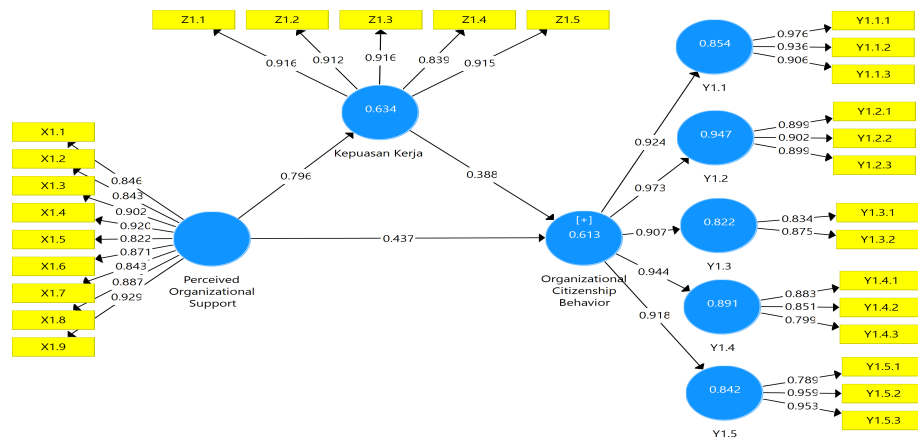 Z1.1
Z1.2
Z1.3
Z1.4
Z1.5
0.916
0.912
0.916
0.839
0.915
0.634
Kepuasan Kerja
X1.1
X1.2
X1.3
X1.4
X1.5
X1.6
X1.7
X1.8
X1.9
0.846
0.843
0.902
0.920
0.822
0.871
0.843
0.887
0.929
Perceived
Organizational
Support
0.796
0.388
0.437
[+]
0.613
Organizational
Citizenship
Behavior
0.924
0.973
0.907
0.944
0.918
0.854
Y1.1
0.976
0.936
0.906
Y1.1.1
Y1.1.2
Y1.1.3
0.947
Y1.2
0.899
0.902
0.899
Y1.2.1
Y1.2.2
Y1.2.3
0.822
Y1.3
0.834
0.875
Y1.3.1
Y1.3.2
0.891
Y1.4
0.883
0.851
0.799
Y1.4.1
Y1.4.2
Y1.4.3
0.842
Y1.5
0.789
0.959
0.953
Y1.5.1
Y1.5.2
Y1.5.3